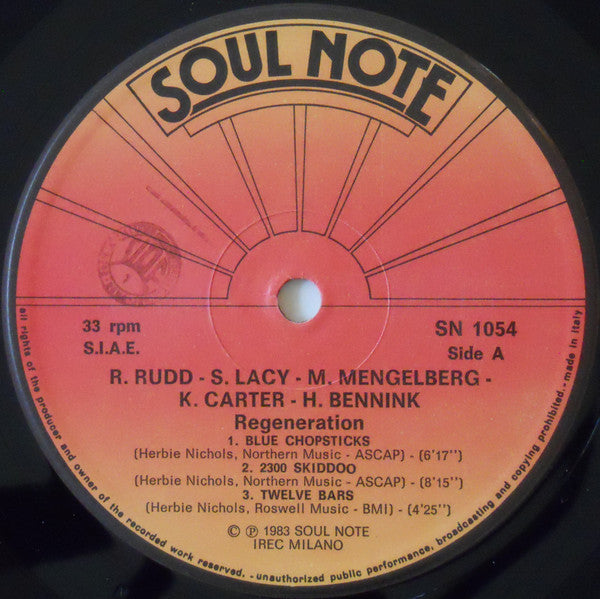 SOUL NOTE
33 rpm
S.I.A.E.
SN 1054
Side A
R. RUDD - S. LACY - M. MENGELBERG -
K. CARTER - H. BENNINK
Regeneration
1. BLUE CHOPSTICKS
(Herbie Nichols, Northern Music - ASCAP) - (6'17'')
2. 2300 SKIDDOO
(Herbie Nichols, Northern Music - ASCAP) - (8'15'')
3. TWELVE BARS
(Herbie Nichols, Roswell Music - BMI) - (4'25'')
© ℗ 1983 SOUL NOTE
IREC MILANO
all rights of the producer and owner of the recorded work reserved. - unauthorized public performance, broadcasting and copying prohibited. - made in italy